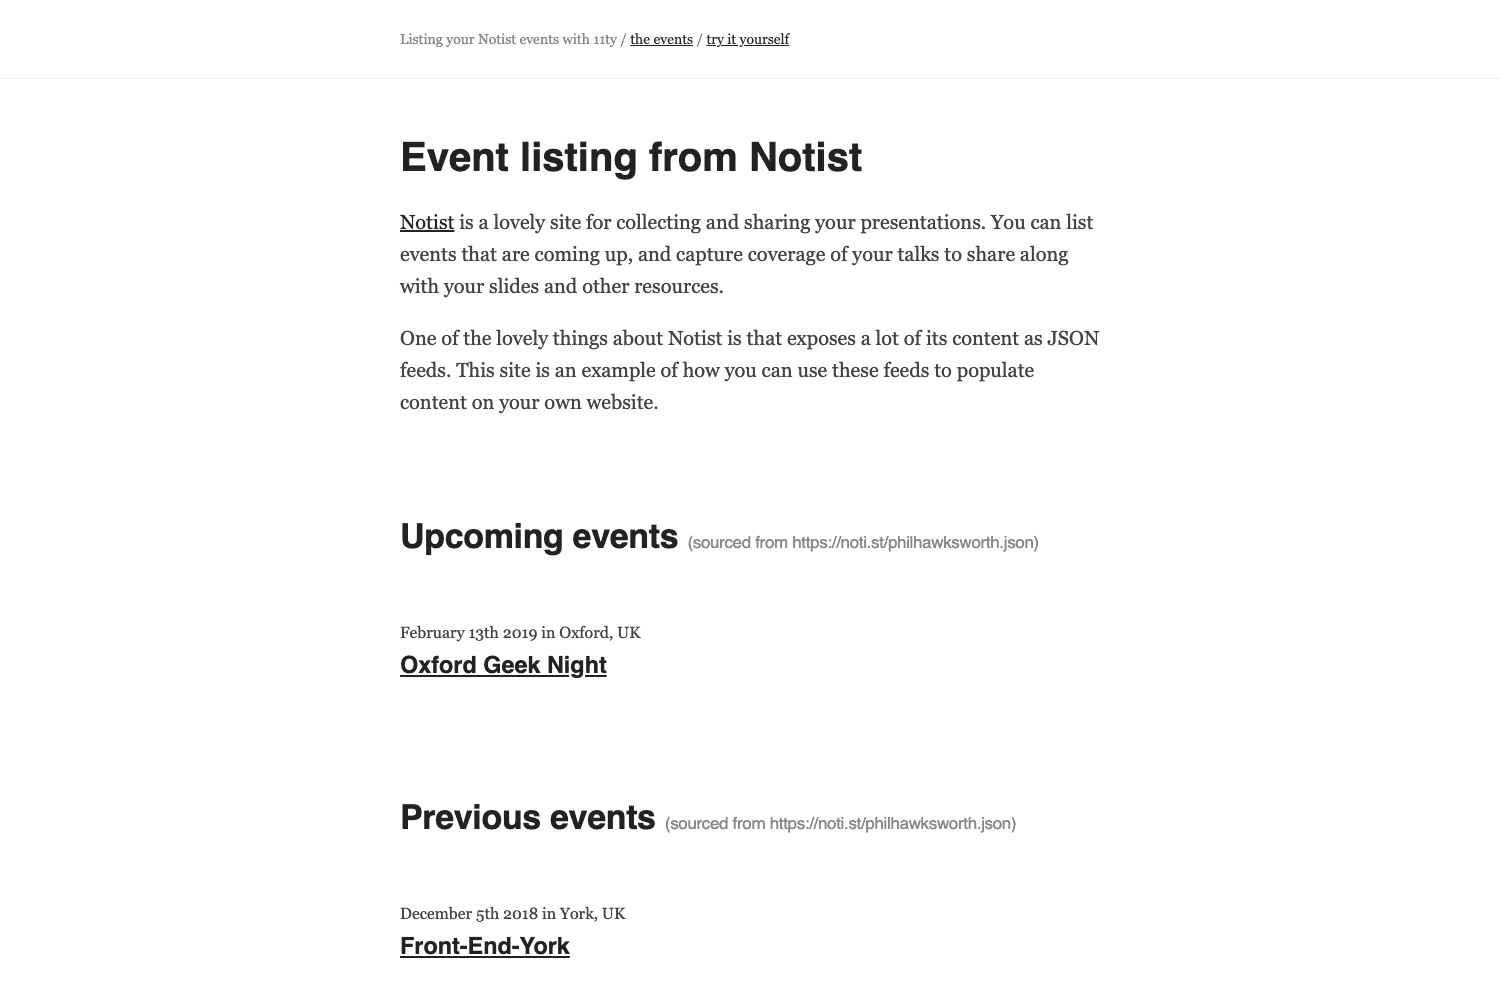 Listing your Notist events with 11ty / the events / try it yourself
Event listing from Notist
Notist is a lovely site for collecting and sharing your presentations. You can list
events that are coming up, and capture coverage of your talks to share along
with your slides and other resources.
One of the lovely things about Notist is that exposes a lot of its content as JSON
feeds. This site is an example of how you can use these feeds to populate
content on your own website.
Upcoming events (sourced from https://noti.st/philhawksworth.json)
February 13th 2019 in Oxford, UK
Oxford Geek Night
Previous events (sourced from https://noti.st/philhawksworth.json)
December 5th 2018 in York, UK
Front-End-York